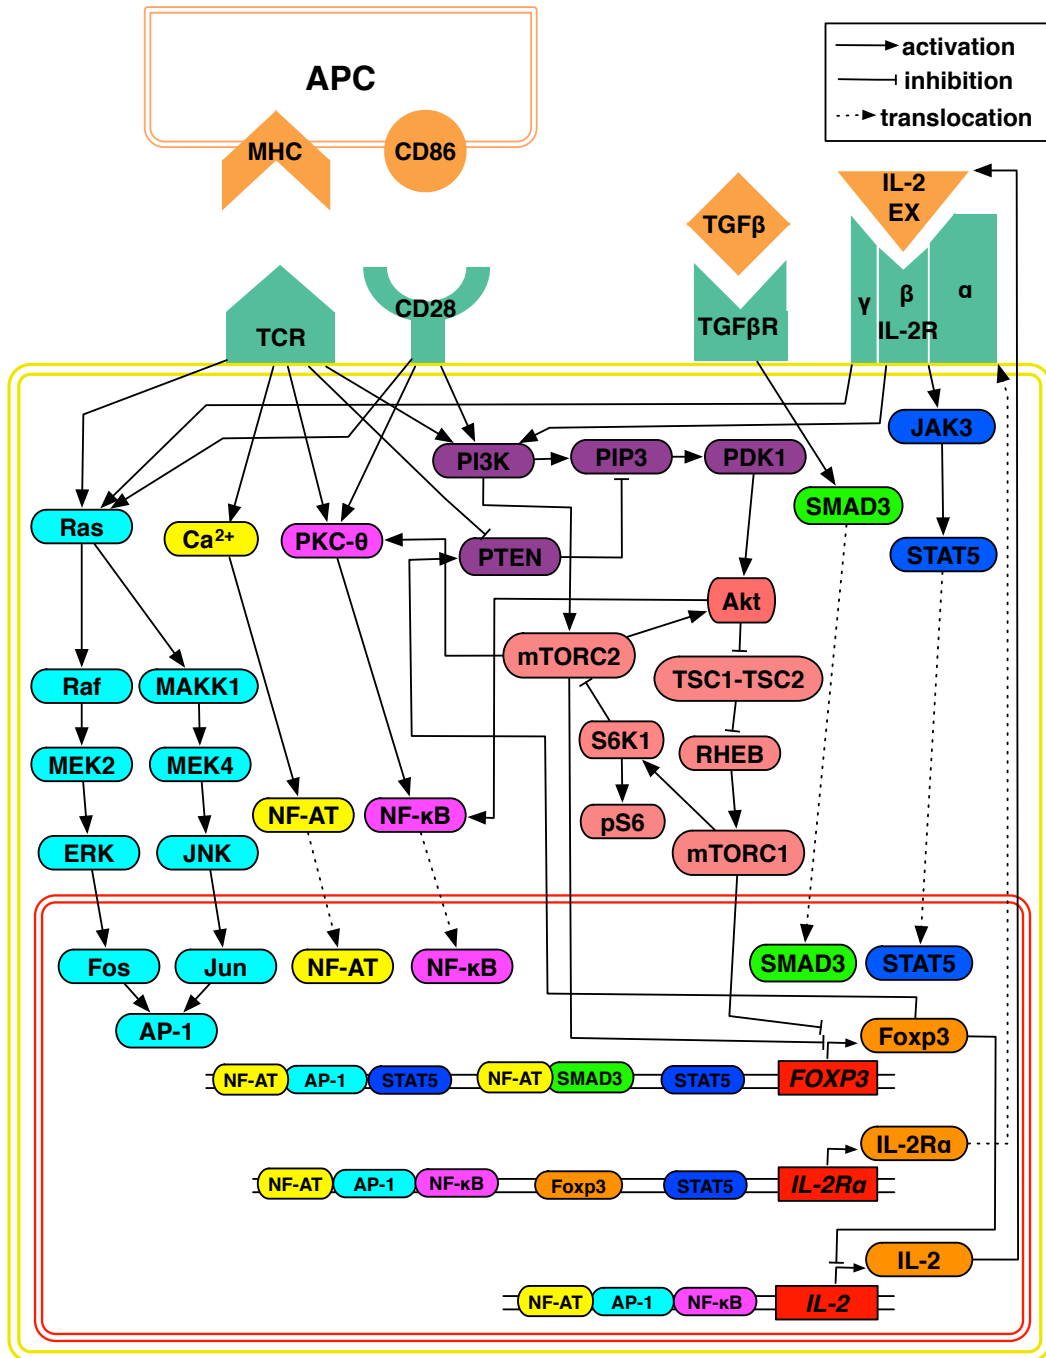 activation
inhibition
translocation
APC
MHC
CD86
TGFβ
IL-2
EX
TCR
CD28
TGFβR
γ
β
α
IL-2R
JAK3
PI3K
PIP3
PDK1
SMAD3
Ras
Ca²⁺
PKC-θ
PTEN
STAT5
Akt
mTORC2
TSC1-TSC2
Raf
MAKK1
S6K1
RHEB
MEK2
MEK4
NF-AT
NF-κB
pS6
ERK
JNK
mTORC1
Fos
Jun
NF-AT
NF-κB
SMAD3
STAT5
AP-1
Foxp3
NF-AT
AP-1
STAT5
NF-AT
SMAD3
STAT5
FOXP3
IL-2Rα
NF-AT
AP-1
NF-κB
Foxp3
STAT5
IL-2Rα
IL-2
NF-AT
AP-1
NF-κB
IL-2